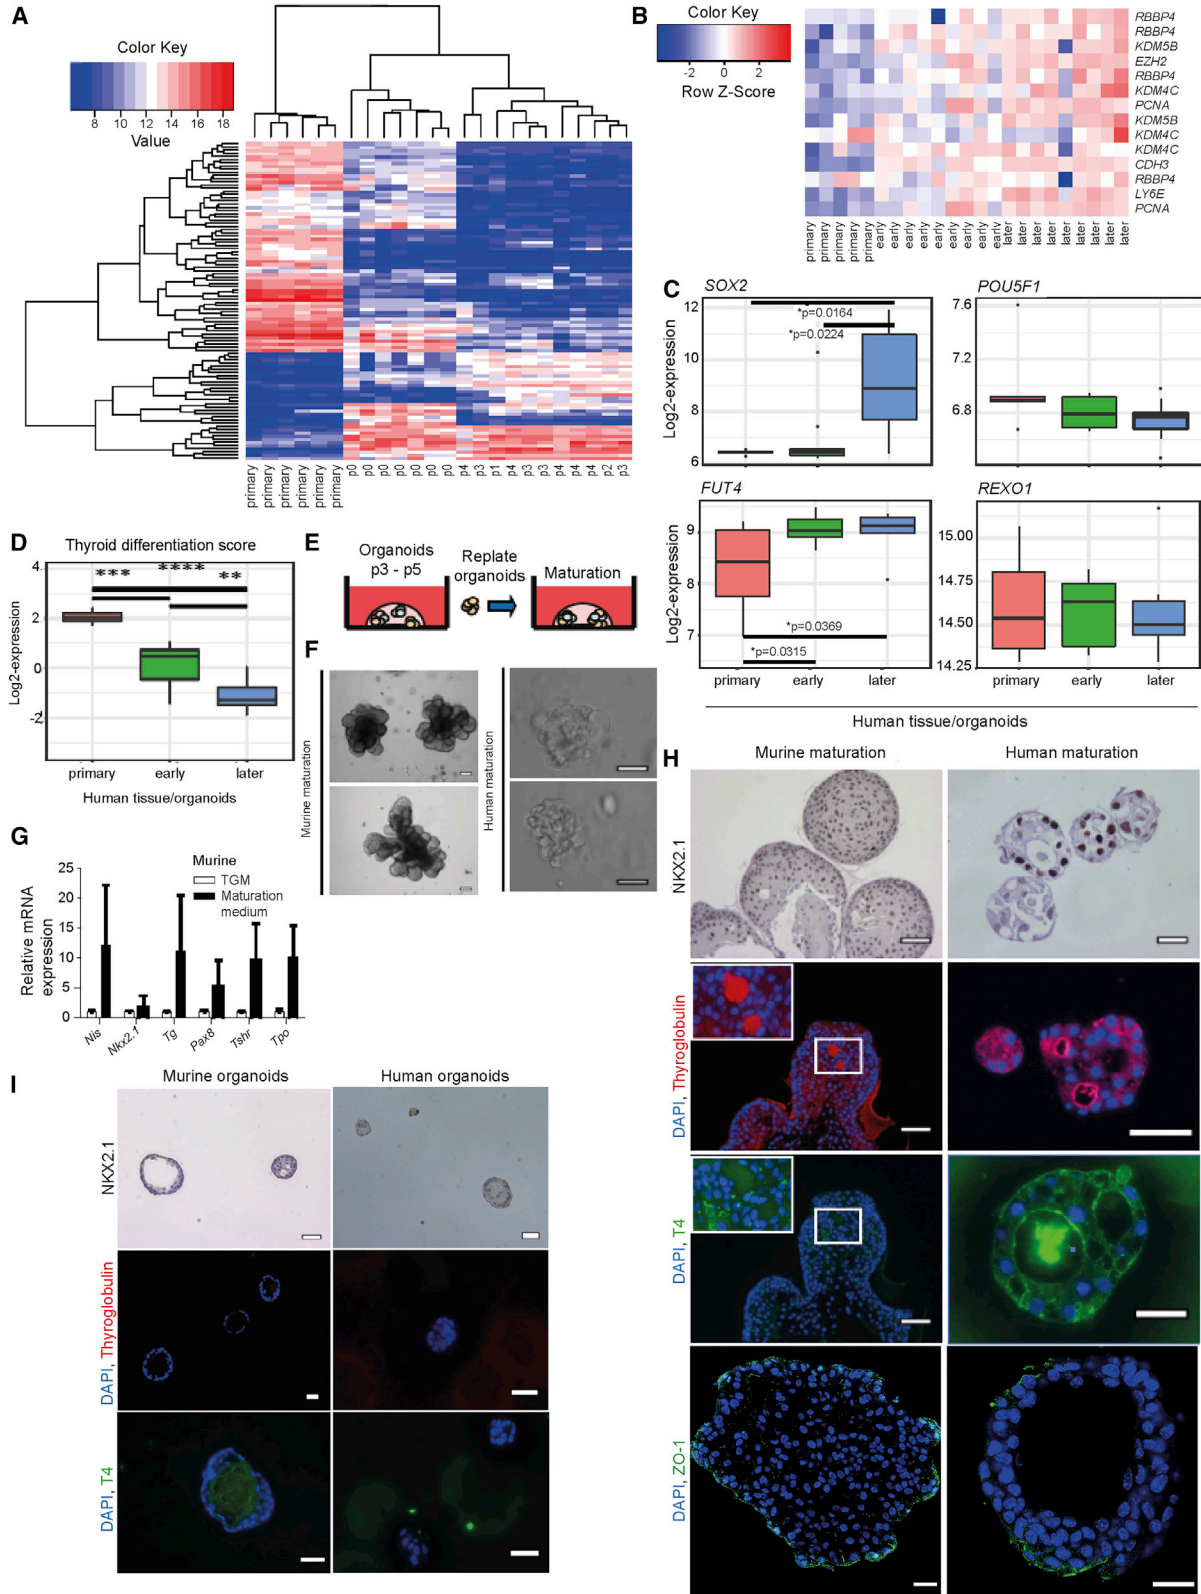 A
Color Key
8 10 12 14 16 18
Value
primary
primary
primary
primary
primary
primary
p0
p0
p0
p0
p0
p0
p0
p4
p3
p1
p4
p3
p3
p4
p4
p4
p2
p3
B
Color Key
-2 0 2
Row Z-Score
RBBP4
RBBP4
KDM5B
EZH2
RBBP4
KDM4C
PCNA
KDM5B
KDM4C
KDM4C
CDH3
RBBP4
LY6E
PCNA
primary
primary
primary
primary
primary
early
early
early
early
early
early
early
early
early
later
later
later
later
later
later
later
later
later
C
SOX2
Log2-expression
12
10
8
6
*p=0.0164
*p=0.0224
POU5F1
7.6
7.2
6.8
FUT4
Log2-expression
9
8
7
*p=0.0369
*p=0.0315
primary early later
REXO1
15.00
14.75
14.50
14.25
primary early later
Human tissue/organoids
D
Thyroid differentiation score
Log2-expression
4
2
0
-2
*** **** **
primary early later
Human tissue/organoids
E
Organoids
p3 - p5
Replate
organoids
Maturation
F
Murine maturation
Human maturation
G
Relative mRNA
expression
25
20
15
10
5
0
Murine
TGM
Maturation
medium
Nis
Nkx2.1
Tg
Pax8
Tshr
Tpo
H
Murine maturation
Human maturation
NKX2.1
DAPI, Thyroglobulin
DAPI, T4
DAPI, ZO-1
I
Murine organoids
Human organoids
NKX2.1
DAPI, Thyroglobulin
DAPI, T4